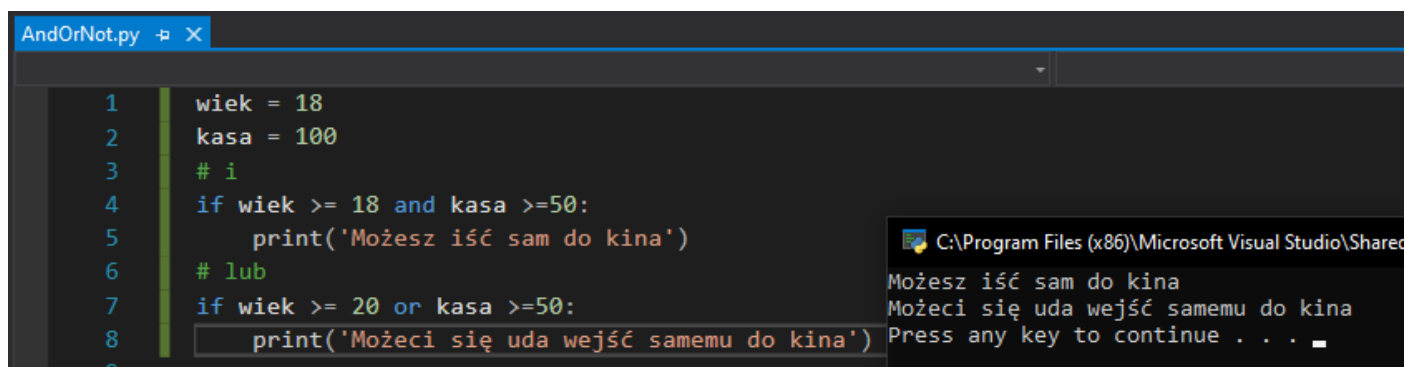 AndOrNot.py
1 wiek = 18
2 kasa = 100
3 # i
4 if wiek >= 18 and kasa >=50:
5 print('Możesz iść sam do kina')
6 # lub
7 if wiek >= 20 or kasa >=50:
8 print('Możeci się uda wejść samemu do kina')
C:\Program Files (x86)\Microsoft Visual Studio\Shared
Możesz iść sam do kina
Możeci się uda wejść samemu do kina
Press any key to continue . . .